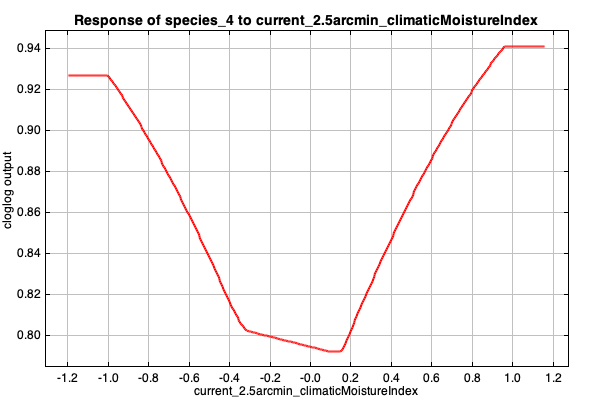 Response of species_4 to current_2.5arcmin_climaticMoistureIndex
cloglog output
0.94
0.92
0.90
0.88
0.86
0.84
0.82
0.80
-1.2 -1.0 -0.8 -0.6 -0.4 -0.2 -0.0 0.2 0.4 0.6 0.8 1.0 1.2
current_2.5arcmin_climaticMoistureIndex